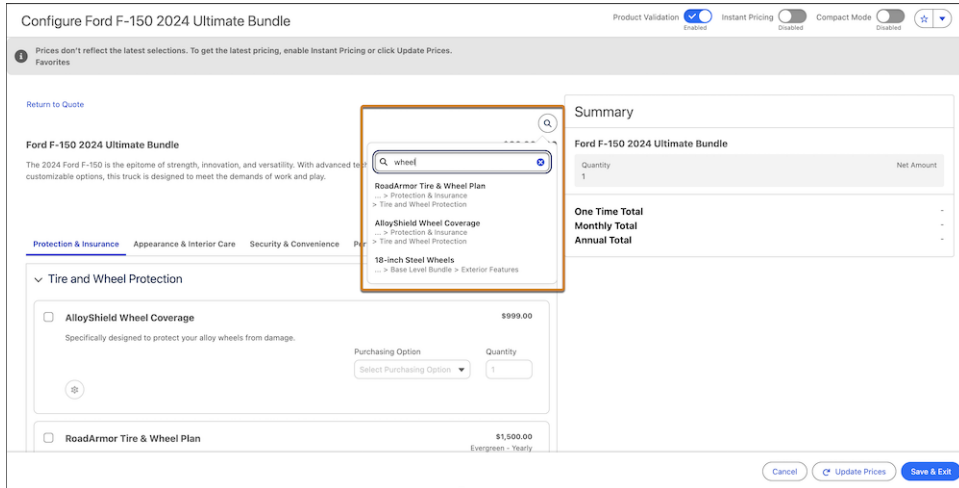 Configure Ford F-150 2024 Ultimate Bundle
Product Validation
Enabled
Instant Pricing
Disabled
Compact Mode
Disabled
Prices don't reflect the latest selections. To get the latest pricing, enable Instant Pricing or click Update Prices.
Favorites
Return to Quote
Ford F-150 2024 Ultimate Bundle
The 2024 Ford F-150 is the epitome of strength, innovation, and versatility. With advanced
customizable options, this truck is designed to meet the demands of work and play.
wheel
RoadArmor Tire & Wheel Plan
... > Protection & Insurance
> Tire and Wheel Protection
AlloyShield Wheel Coverage
... > Protection & Insurance
> Tire and Wheel Protection
18-inch Steel Wheels
... > Base Level Bundle > Exterior Features
Protection & Insurance Appearance & Interior Care Security & Convenience
Tire and Wheel Protection
AlloyShield Wheel Coverage
$999.00
Specifically designed to protect your alloy wheels from damage.
Purchasing Option Quantity
Select Purchasing Option 1
RoadArmor Tire & Wheel Plan
$1,500.00
Evergreen - Yearly
Summary
Ford F-150 2024 Ultimate Bundle
Quantity Net Amount
1
One Time Total -
Monthly Total -
Annual Total -
Cancel Update Prices Save & Exit